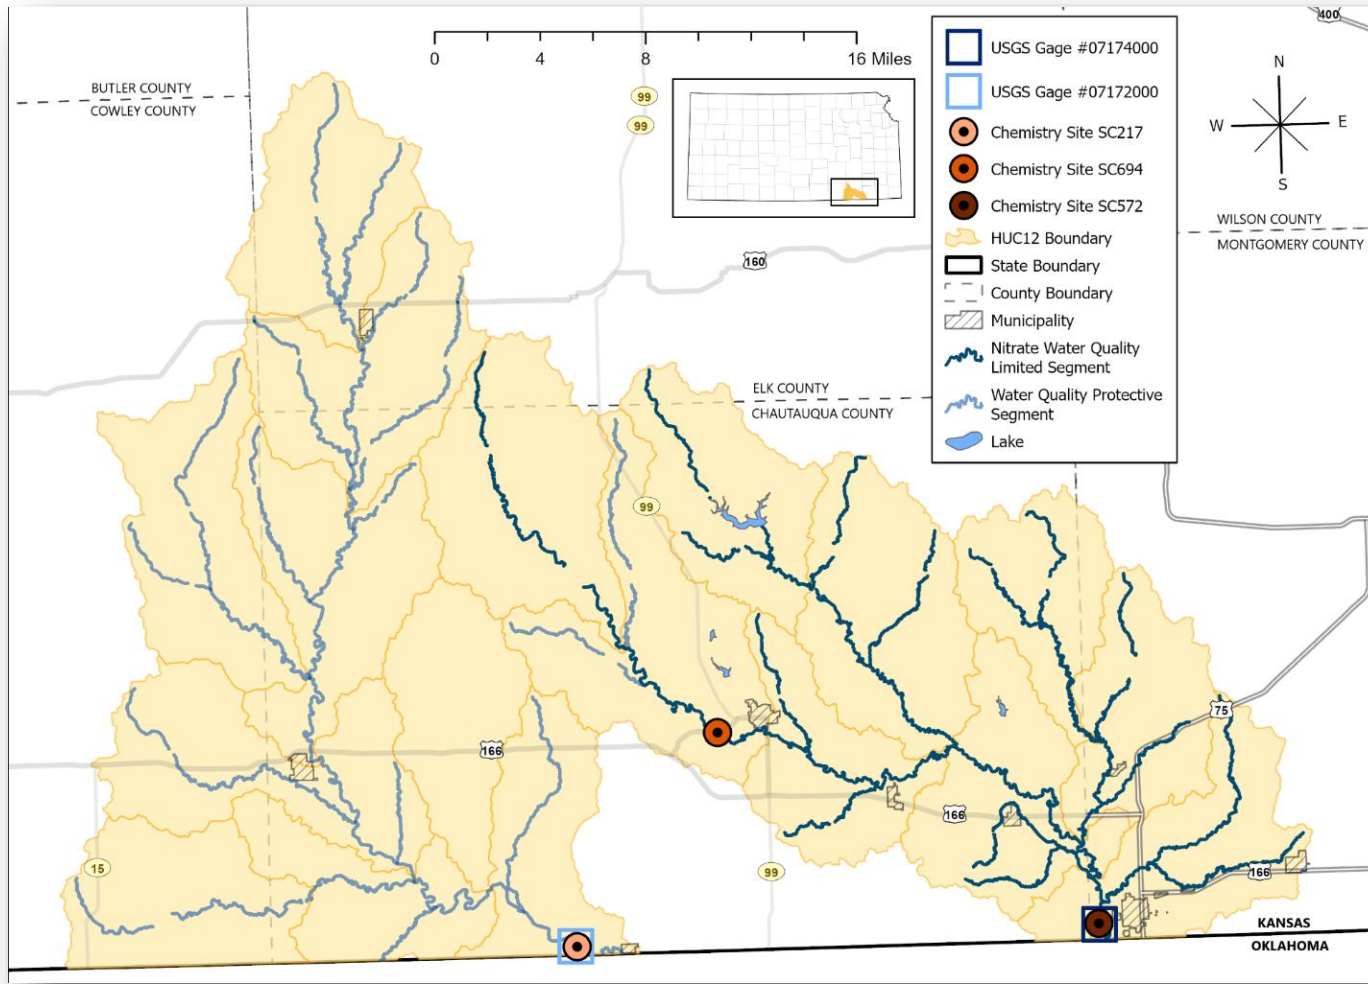 400
BUTLER COUNTY
COWLEY COUNTY
0 4 8 16 Miles
99
99
USGS Gage #07174000
USGS Gage #07172000
Chemistry Site SC217
Chemistry Site SC694
Chemistry Site SC572
HUC12 Boundary
State Boundary
County Boundary
Municipality
Nitrate Water Quality
Limited Segment
Water Quality Protective
Segment
Lake
N
W E
S
WILSON COUNTY
MONTGOMERY COUNTY
160
ELK COUNTY
CHAUTAUQUA COUNTY
99
75
166
166
15
99
166
KANSAS
OKLAHOMA